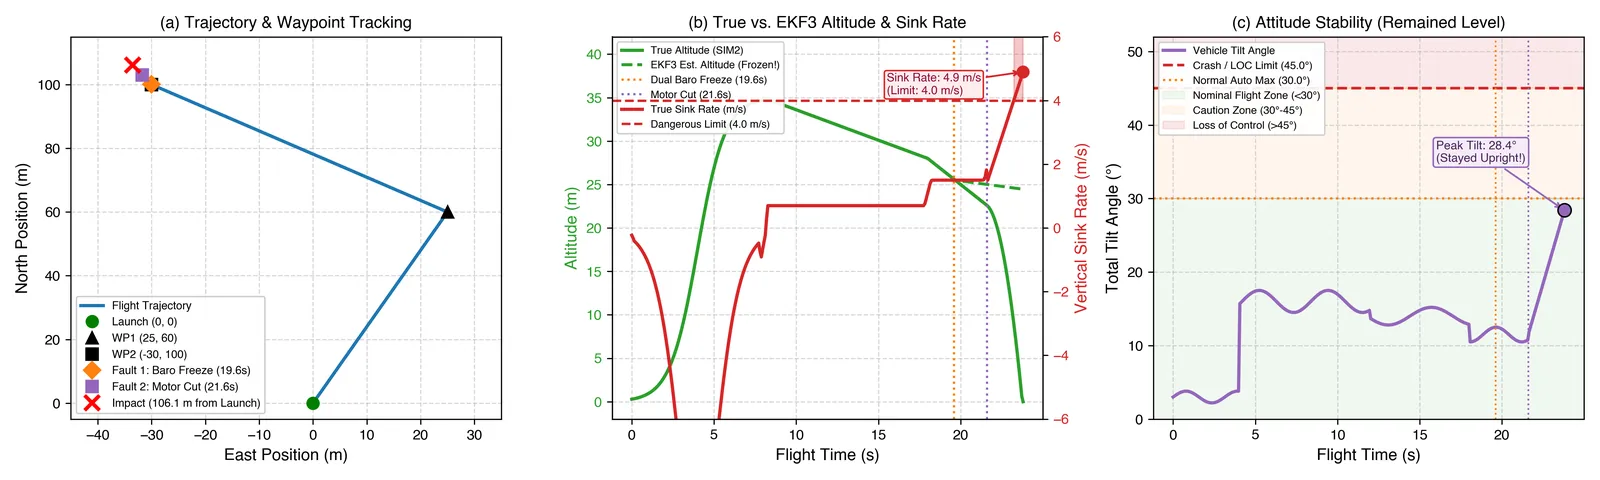 (a) Trajectory & Waypoint Tracking
North Position (m)
100
80
60
40
20
0
−40
−30
−20
−10
0
10
20
30
East Position (m)
Flight Trajectory
Launch (0, 0)
WP1 (25, 60)
WP2 (-30, 100)
Fault 1: Baro Freeze (19.6s)
Fault 2: Motor Cut (21.6s)
Impact (106.1 m from Launch)
(b) True vs. EKF3 Altitude & Sink Rate
Altitude (m)
40
35
30
25
20
15
10
5
0
True Altitude (SIM2)
EKF3 Est. Altitude (Frozen!)
Dual Baro Freeze (19.6s)
Motor Cut (21.6s)
True Sink Rate (m/s)
Dangerous Limit (4.0 m/s)
Sink Rate: 4.9 m/s
(Limit: 4.0 m/s)
6
4
2
0
−2
−4
−6
Vertical Sink Rate (m/s)
0
5
10
15
20
Flight Time (s)
(c) Attitude Stability (Remained Level)
Total Tilt Angle (°)
50
40
30
20
10
0
Vehicle Tilt Angle
Crash / LOC Limit (45.0°)
Normal Auto Max (30.0°)
Nominal Flight Zone (<30°)
Caution Zone (30°-45°)
Loss of Control (>45°)
Peak Tilt: 28.4°
(Stayed Upright!)
0
5
10
15
20
Flight Time (s)